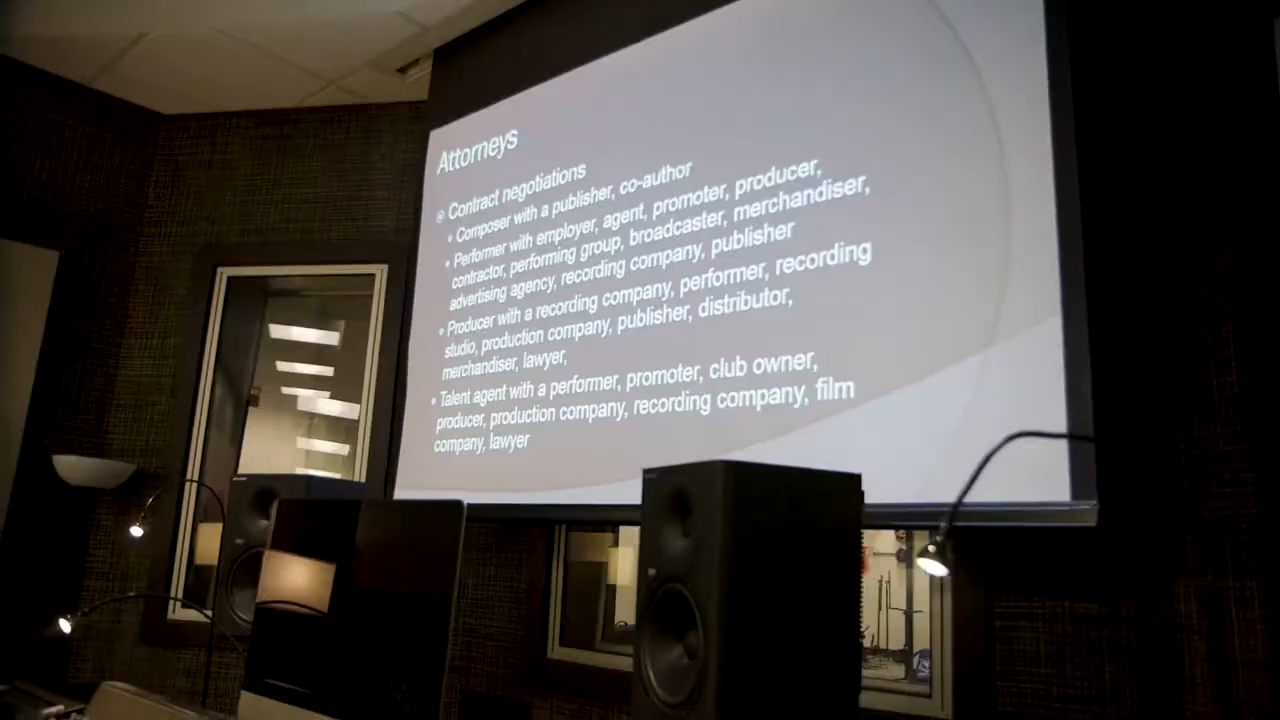 Attorneys
Contract negotiations
• Composer with a publisher, co-author
• Performer with employer, agent, promoter, producer,
contractor, performing group, broadcaster, merchandiser,
advertising agency, recording company, publisher
• Producer with a recording company, performer, recording
studio, production company, publisher, distributor,
merchandiser, lawyer,
• Talent agent with a performer, promoter, club owner,
producer, production company, recording company, film
company, lawyer